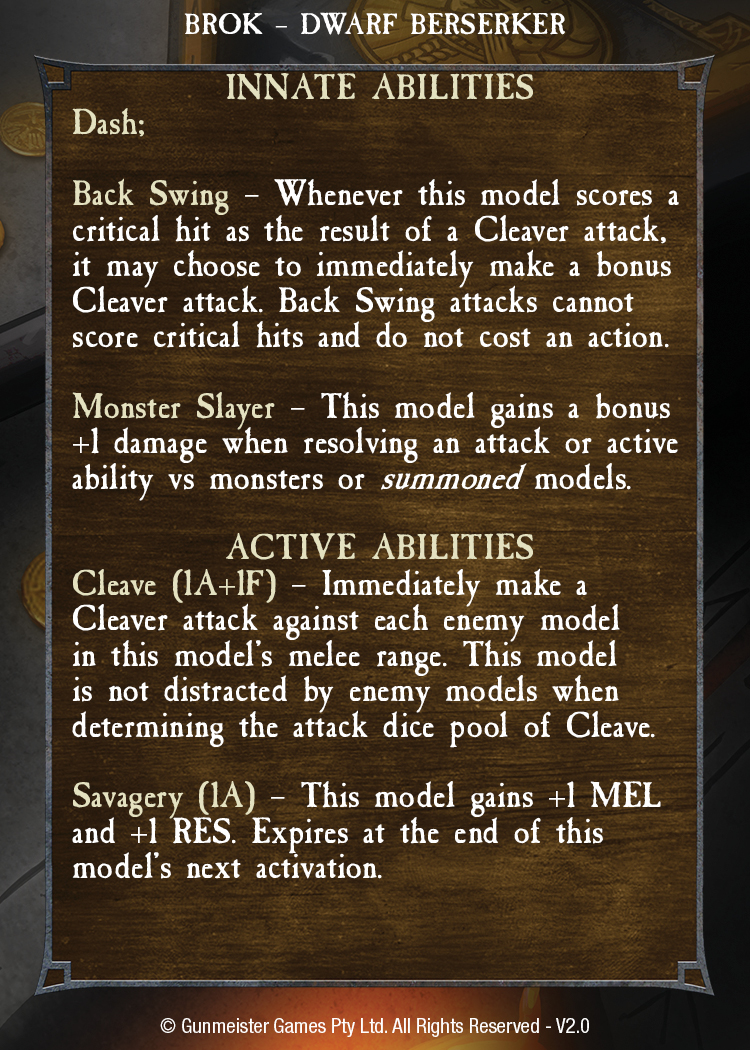 BROK – DWARF BERSERKER
INNATE ABILITIES
Dash;
Back Swing – Whenever this model scores a
critical hit as the result of a Cleaver attack,
it may choose to immediately make a bonus
Cleaver attack. Back Swing attacks cannot
score critical hits and do not cost an action.
Monster Slayer – This model gains a bonus
+1 damage when resolving an attack or active
ability vs monsters or summoned models.
ACTIVE ABILITIES
Cleave (1A+1F) – Immediately make a
Cleaver attack against each enemy model
in this model's melee range. This model
is not distracted by enemy models when
determining the attack dice pool of Cleave.
Savagery (1A) – This model gains +1 MEL
and +1 RES. Expires at the end of this
model's next activation.
© Gunmeister Games Pty Ltd. All Rights Reserved - V2.0